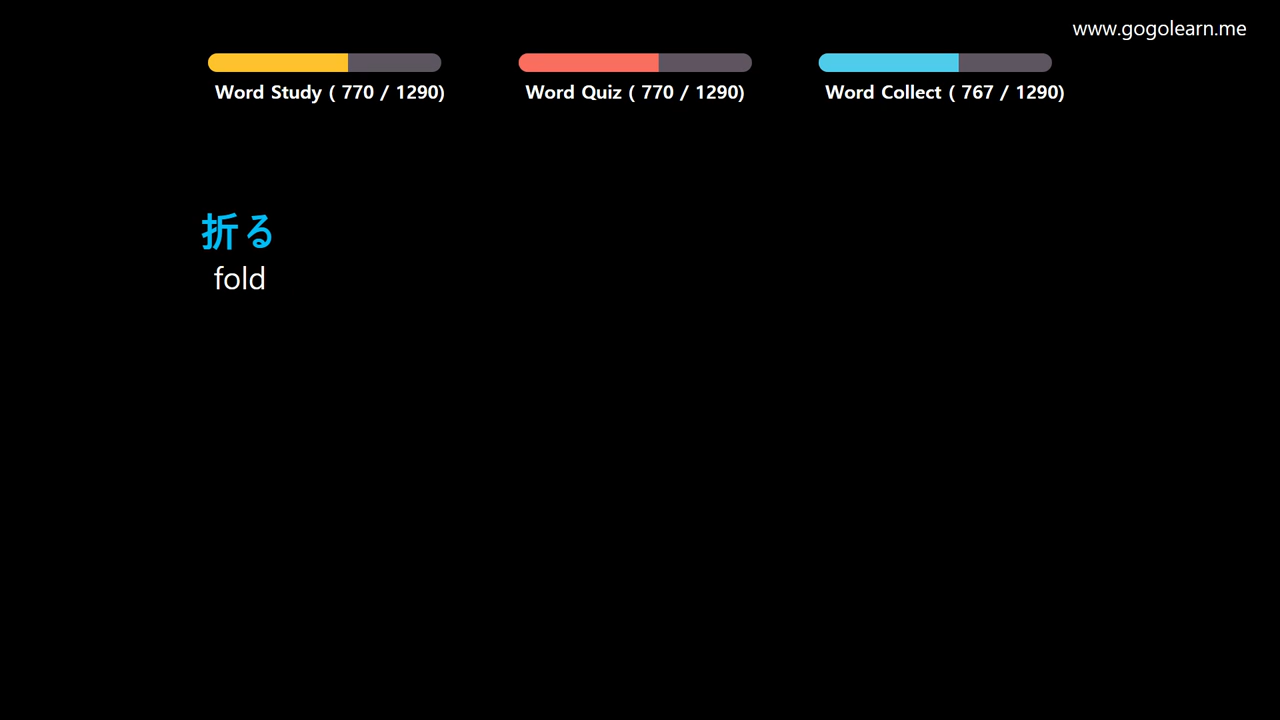 www.gogolearn.me
Word Study ( 770 / 1290)
Word Quiz ( 770 / 1290)
Word Collect ( 767 / 1290)
折る
fold